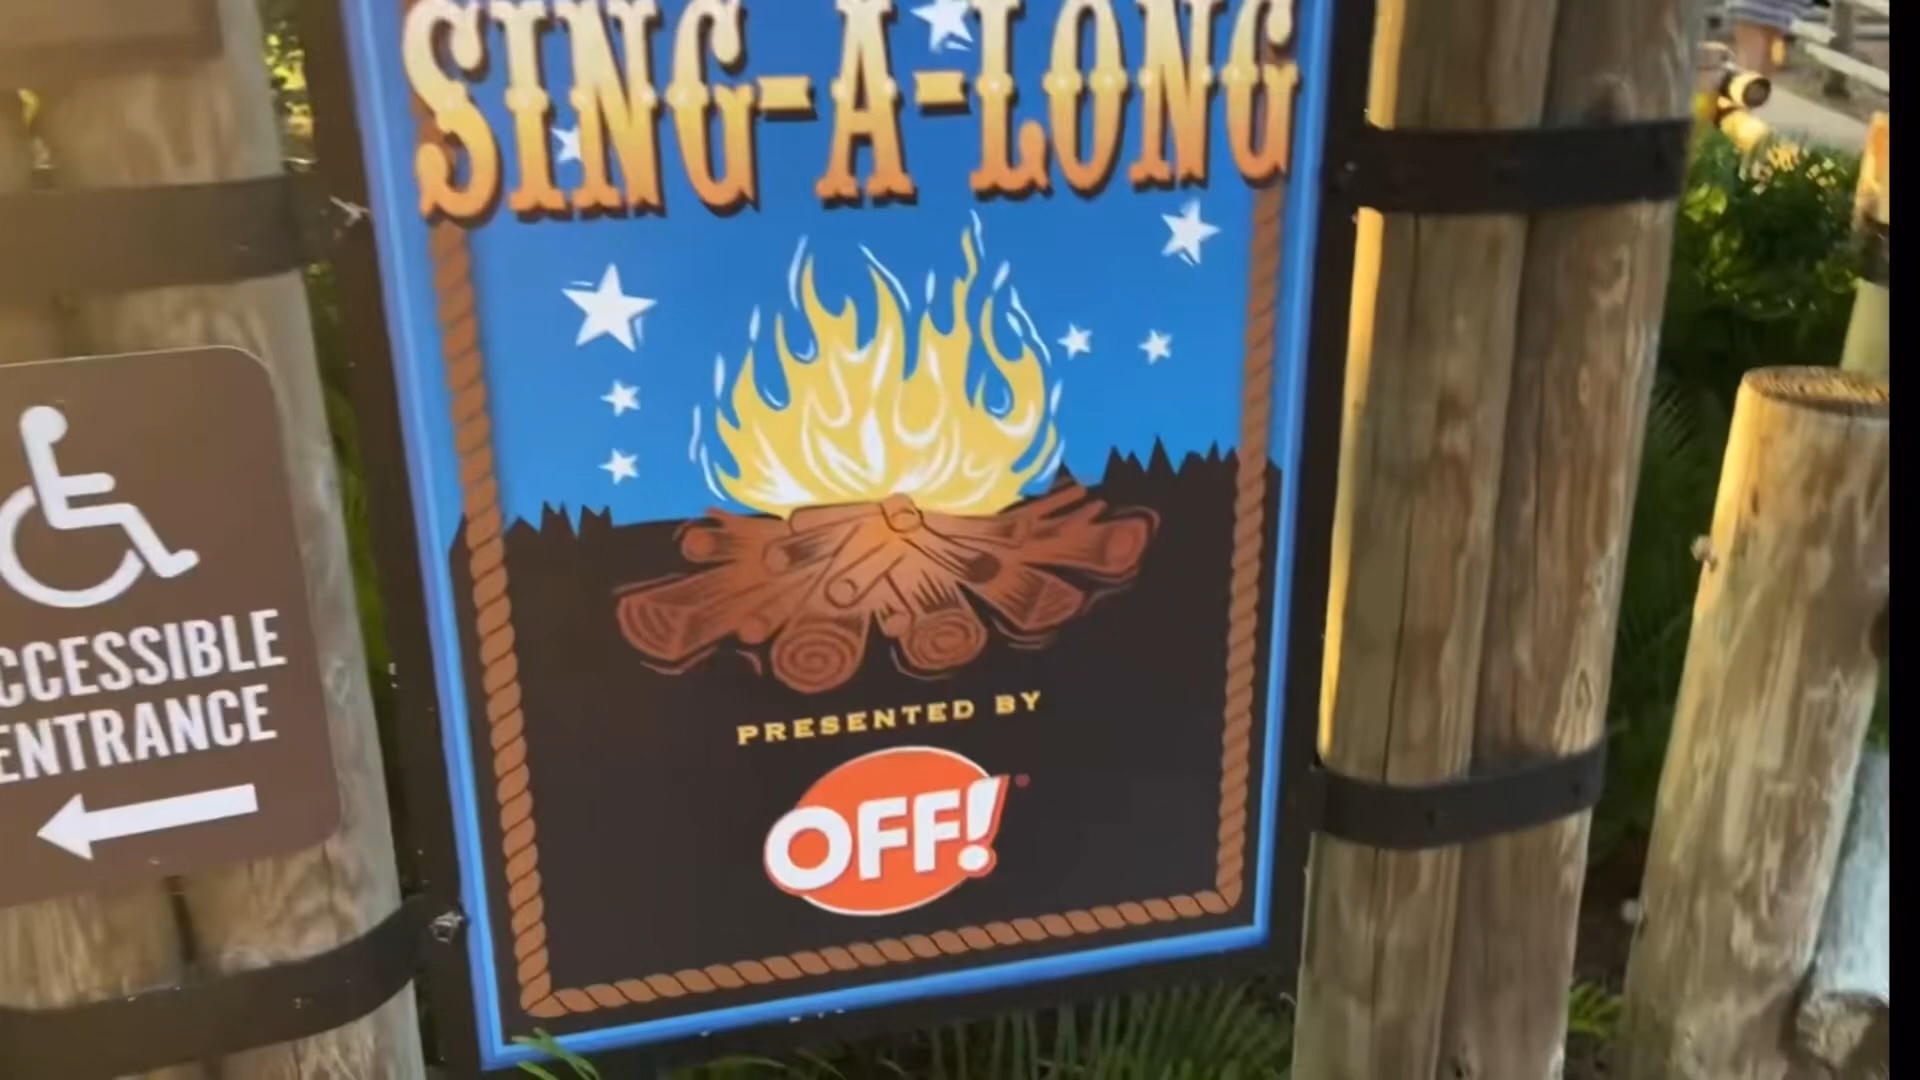 SING-A-LONG
PRESENTED BY
OFF!
CCESSIBLE
ENTRANCE